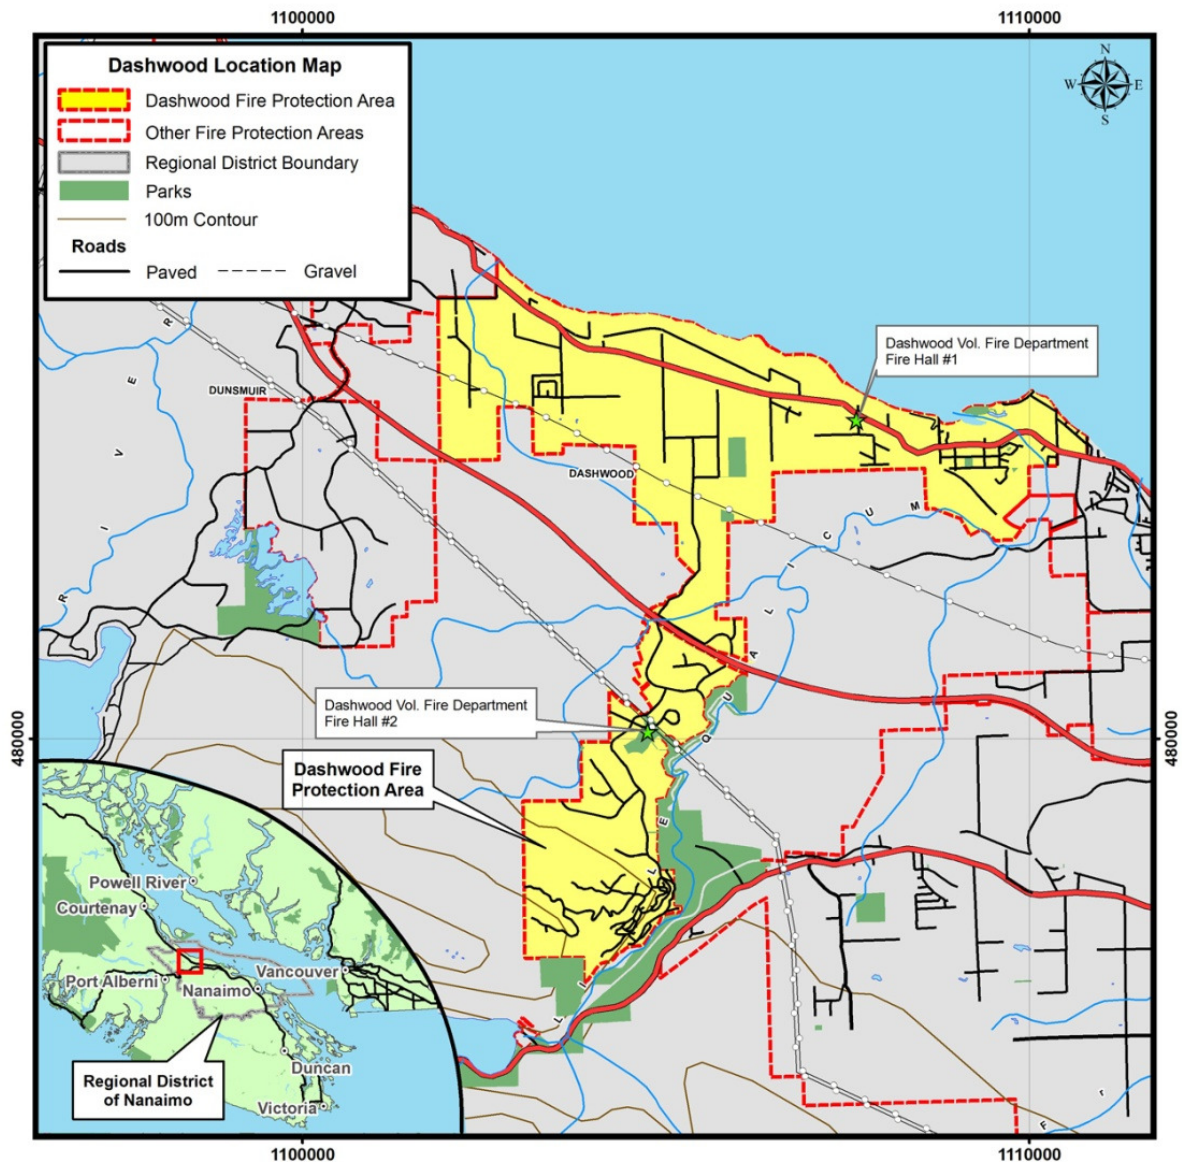 1100000
1110000
Dashwood Location Map
Dashwood Fire Protection Area
Other Fire Protection Areas
Regional District Boundary
Parks
100m Contour
Roads
Paved
Gravel
N
W
E
S
Dashwood Vol. Fire Department
Fire Hall #1
DUNSMUIR
DASHWOOD
RIVER
LITTLE QUALICUM
Dashwood Vol. Fire Department
Fire Hall #2
480000
480000
Dashwood Fire
Protection Area
Powell River
Courtenay
Port Alberni
Vancouver
Nanaimo
Duncan
Victoria
Regional District
of Nanaimo
F r
1100000
1110000